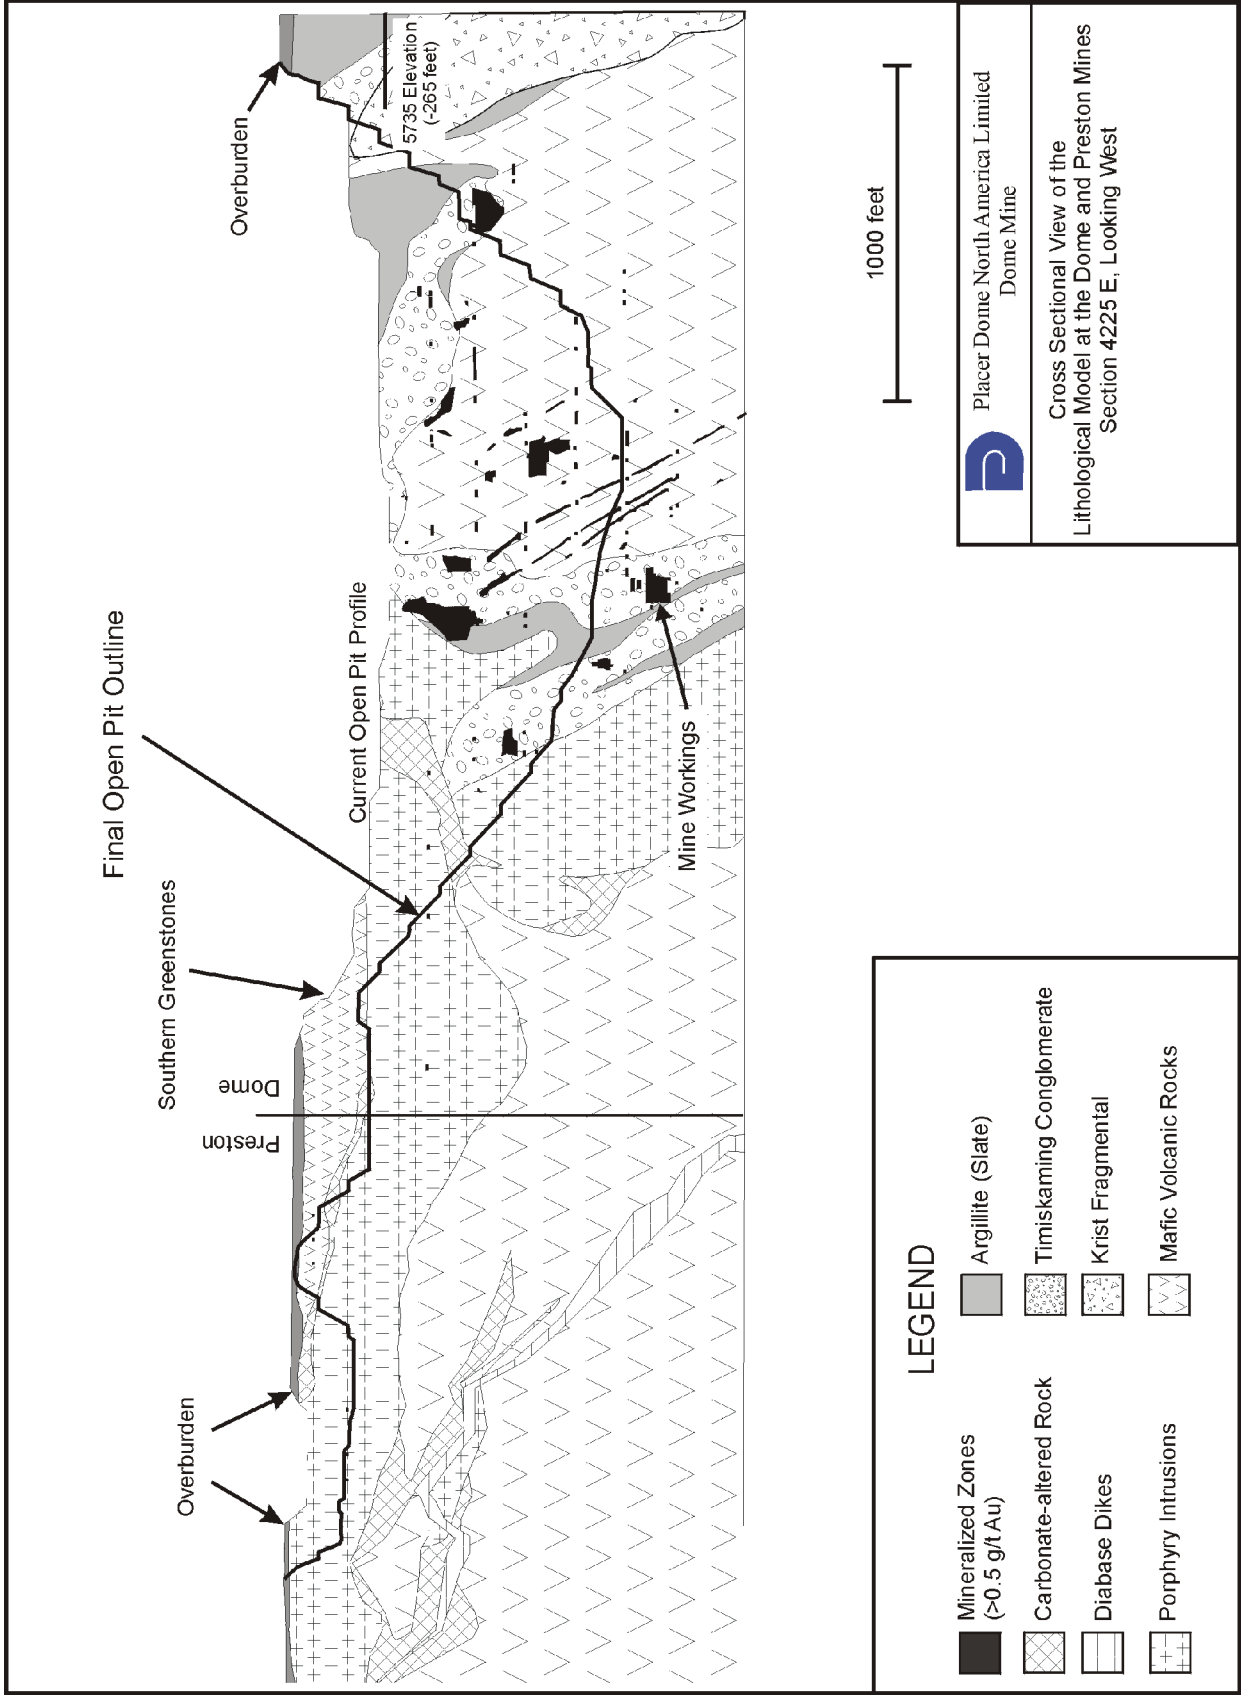 Overburden
Overburden
Southern Greenstones
Final Open Pit Outline
Current Open Pit Profile
Preston
Dome
Mine Workings
5735 Elevation
(-265 feet)
1000 feet
LEGEND
Mineralized Zones
(>0.5 g/t Au)
Carbonate-altered Rock
Diabase Dikes
Porphyry Intrusions
Argillite (Slate)
Timiskaming Conglomerate
Krist Fragmental
Mafic Volcanic Rocks
Placer Dome North America Limited
Dome Mine
Cross Sectional View of the
Lithological Model at the Dome and Preston Mines
Section 4225 E, Looking West